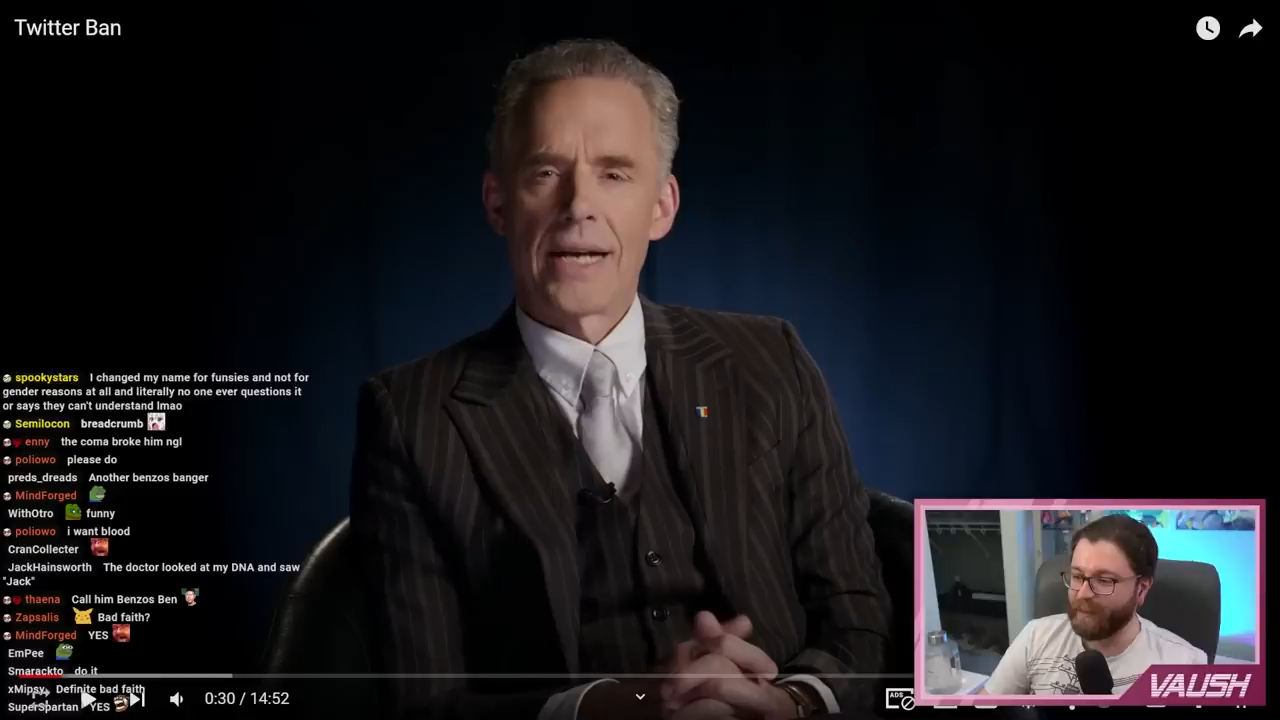 Twitter Ban
spookystars I changed my name for funsies and not for
gender reasons at all and literally no one ever questions it
or says they can't understand lmao
Semilocon breadcrumb
enny the coma broke him ngl
poliowo please do
preds_dreads Another benzos banger
MindForged
WithOtro funny
poliowo i want blood
CranCollecter
JackHainsworth The doctor looked at my DNA and saw
"Jack"
thaena Call him Benzos Ben
Zapsalis Bad faith?
MindForged YES
EmPee
Smarackto do it
xMipsy Definite bad faith
SuperSpartan YES
0:30 / 14:52
ADS
VAUSH